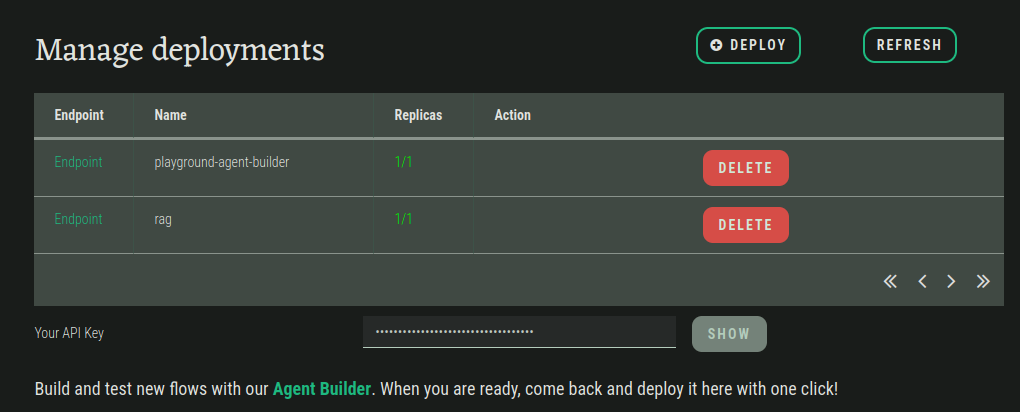 Manage deployments
DEPLOY
REFRESH
Endpoint Name Replicas Action
Endpoint playground-agent-builder 1/1 DELETE
Endpoint rag 1/1 DELETE
Your API Key SHOW
Build and test new flows with our Agent Builder. When you are ready, come back and deploy it here with one click!